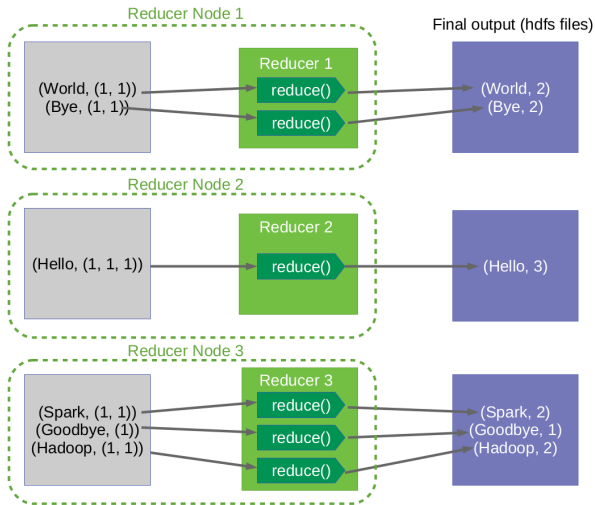 Reducer Node 1
Final output (hdfs files)
Reducer 1
(World, (1, 1))
(Bye, (1, 1))
reduce()
reduce()
(World, 2)
(Bye, 2)
Reducer Node 2
Reducer 2
(Hello, (1, 1, 1))
reduce()
(Hello, 3)
Reducer Node 3
Reducer 3
(Spark, (1, 1))
(Goodbye, (1))
(Hadoop, (1, 1))
reduce()
reduce()
reduce()
(Spark, 2)
(Goodbye, 1)
(Hadoop, 2)